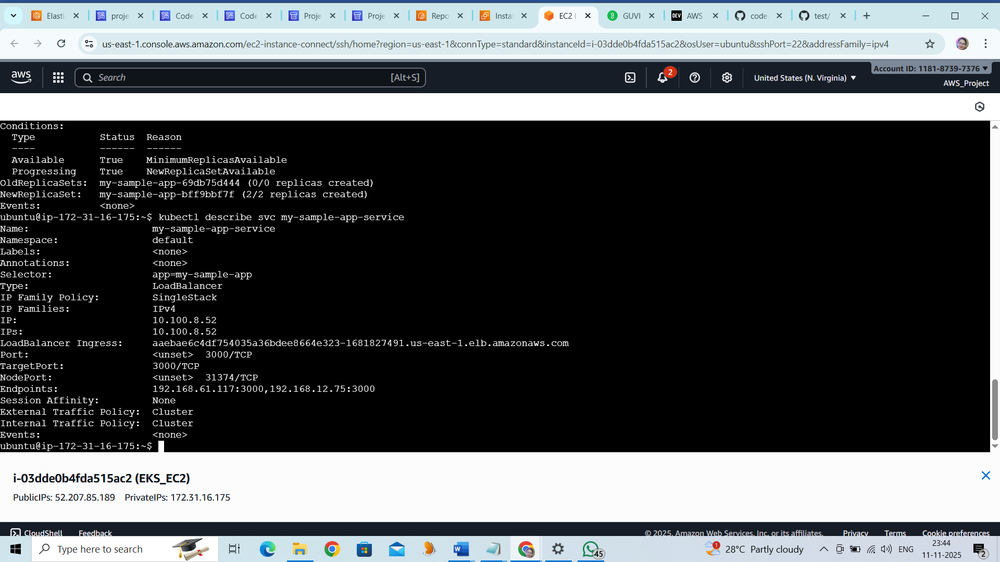 Elasti
proje
Code
Code
Proje
Proje
Repo
Instan
EC2 I
GUVI
DEV
AWS
code
test/
us-east-1.console.aws.amazon.com/ec2-instance-connect/ssh/home?region=us-east-1&connType=standard&instanceId=i-03dde0b4fda515ac2&osUser=ubuntu&sshPort=22&addressFamily=ipv4
aws
Search
[Alt+S]
2
United States (N. Virginia)
Account ID: 1181-8739-7376
AWS_Project
Conditions:
Type Status Reason
---- ------ ------
Available True MinimumReplicasAvailable
Progressing True NewReplicaSetAvailable
OldReplicaSets: my-sample-app-69db75d444 (0/0 replicas created)
NewReplicaSet: my-sample-app-bff9bbf7f (2/2 replicas created)
Events: <none>
ubuntu@ip-172-31-16-175:~$ kubectl describe svc my-sample-app-service
Name: my-sample-app-service
Namespace: default
Labels: <none>
Annotations: <none>
Selector: app=my-sample-app
Type: LoadBalancer
IP Family Policy: SingleStack
IP Families: IPv4
IP: 10.100.8.52
IPs: 10.100.8.52
LoadBalancer Ingress: aaebae6c4df754035a36bdee8664e323-1681827491.us-east-1.elb.amazonaws.com
Port: <unset> 3000/TCP
TargetPort: 3000/TCP
NodePort: <unset> 31374/TCP
Endpoints: 192.168.61.117:3000,192.168.12.75:3000
Session Affinity: None
External Traffic Policy: Cluster
Internal Traffic Policy: Cluster
Events: <none>
ubuntu@ip-172-31-16-175:~$
i-03dde0b4fda515ac2 (EKS_EC2)
PublicIPs: 52.207.85.189 PrivateIPs: 172.31.16.175
CloudShell Feedback
© 2025, Amazon Web Services, Inc. or its affiliates. Privacy Terms Cookie preferences
Type here to search
W
45
1
28°C Partly cloudy
ENG
23:44
11-11-2025
2